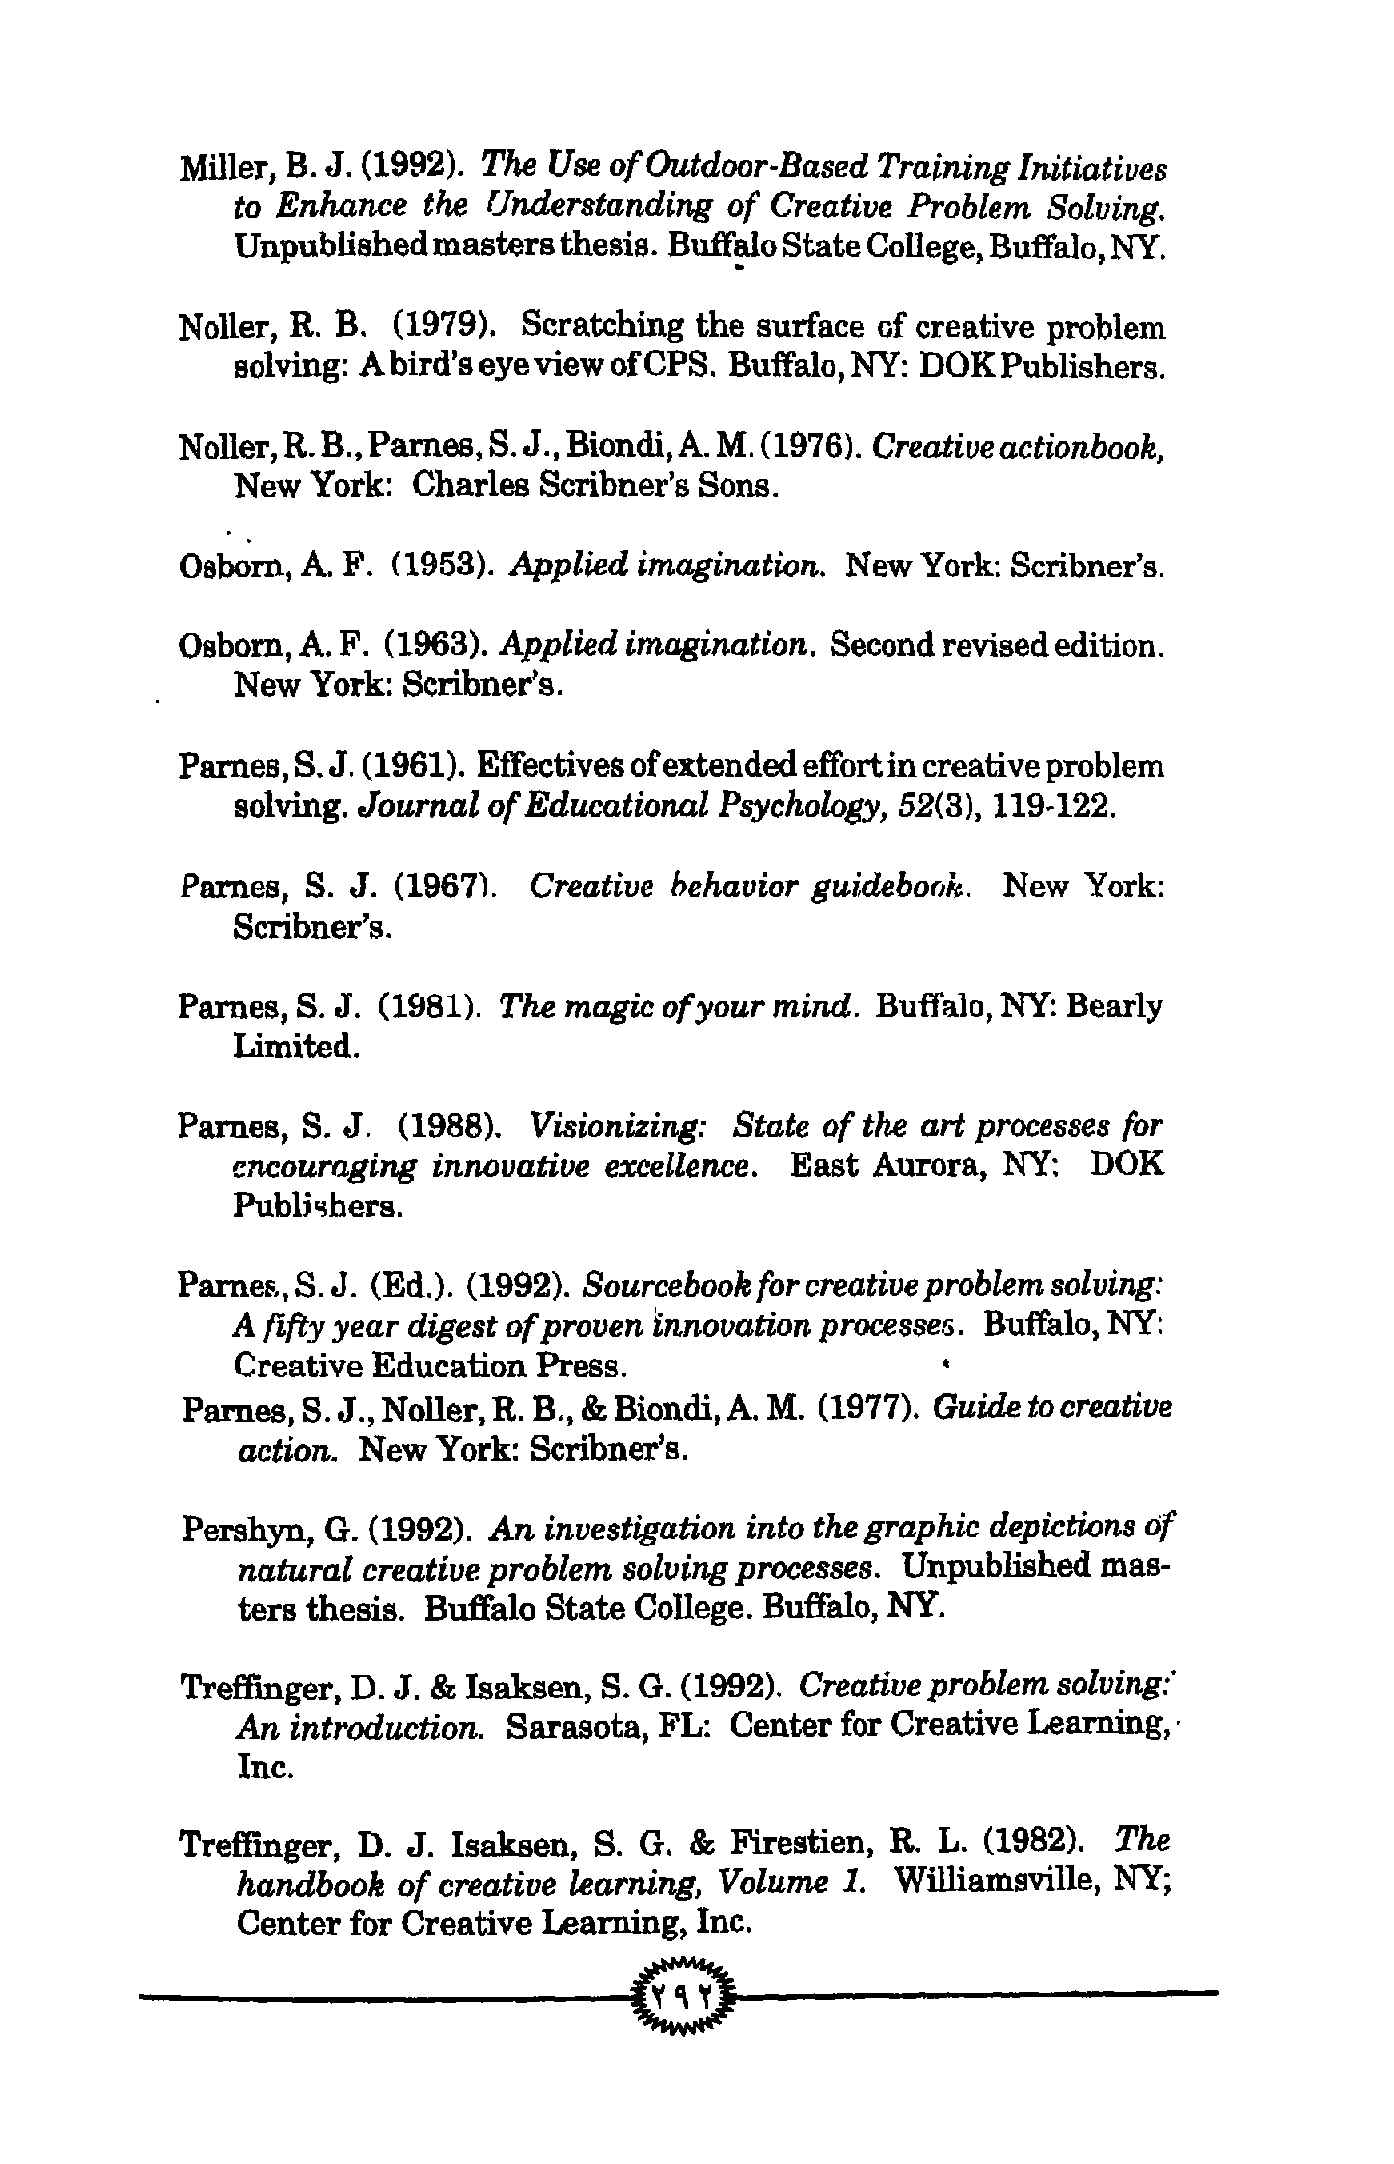 Miller, B. J. (1992). The Use of Outdoor-Based Training Initiatives
to Enhance the Understanding of Creative Problem Solving.
Unpublished masters thesis. Buffalo State College, Buffalo, NY.
Noller, R. B. (1979). Scratching the surface of creative problem
solving: A bird's eye view of CPS. Buffalo, NY: DOK Publishers.
Noller, R. B., Parnes, S. J., Biondi, A. M. (1976). Creative actionbook,
New York: Charles Scribner's Sons.
Osborn, A. F. (1953). Applied imagination. New York: Scribner's.
Osborn, A. F. (1963). Applied imagination. Second revised edition.
New York: Scribner's.
Parnes, S. J. (1961). Effectives of extended effort in creative problem
solving. Journal of Educational Psychology, 52(3), 119-122.
Parnes, S. J. (1967). Creative behavior guidebook. New York:
Scribner's.
Parnes, S. J. (1981). The magic of your mind. Buffalo, NY: Bearly
Limited.
Parnes, S. J. (1988). Visionizing: State of the art processes for
encouraging innovative excellence. East Aurora, NY: DOK
Publishers.
Parnes, S. J. (Ed.). (1992). Sourcebook for creative problem solving:
A fifty year digest of proven innovation processes. Buffalo, NY:
Creative Education Press.
Parnes, S. J., Noller, R. B., & Biondi, A. M. (1977). Guide to creative
action. New York: Scribner's.
Pershyn, G. (1992). An investigation into the graphic depictions of
natural creative problem solving processes. Unpublished mas-
ters thesis. Buffalo State College. Buffalo, NY.
Treffinger, D. J. & Isaksen, S. G. (1992). Creative problem solving:
An introduction. Sarasota, FL: Center for Creative Learning,
Inc.
Treffinger, D. J. Isaksen, S. G. & Firestien, R. L. (1982). The
handbook of creative learning, Volume 1. Williamsville, NY;
Center for Creative Learning, Inc.
٢٩٢